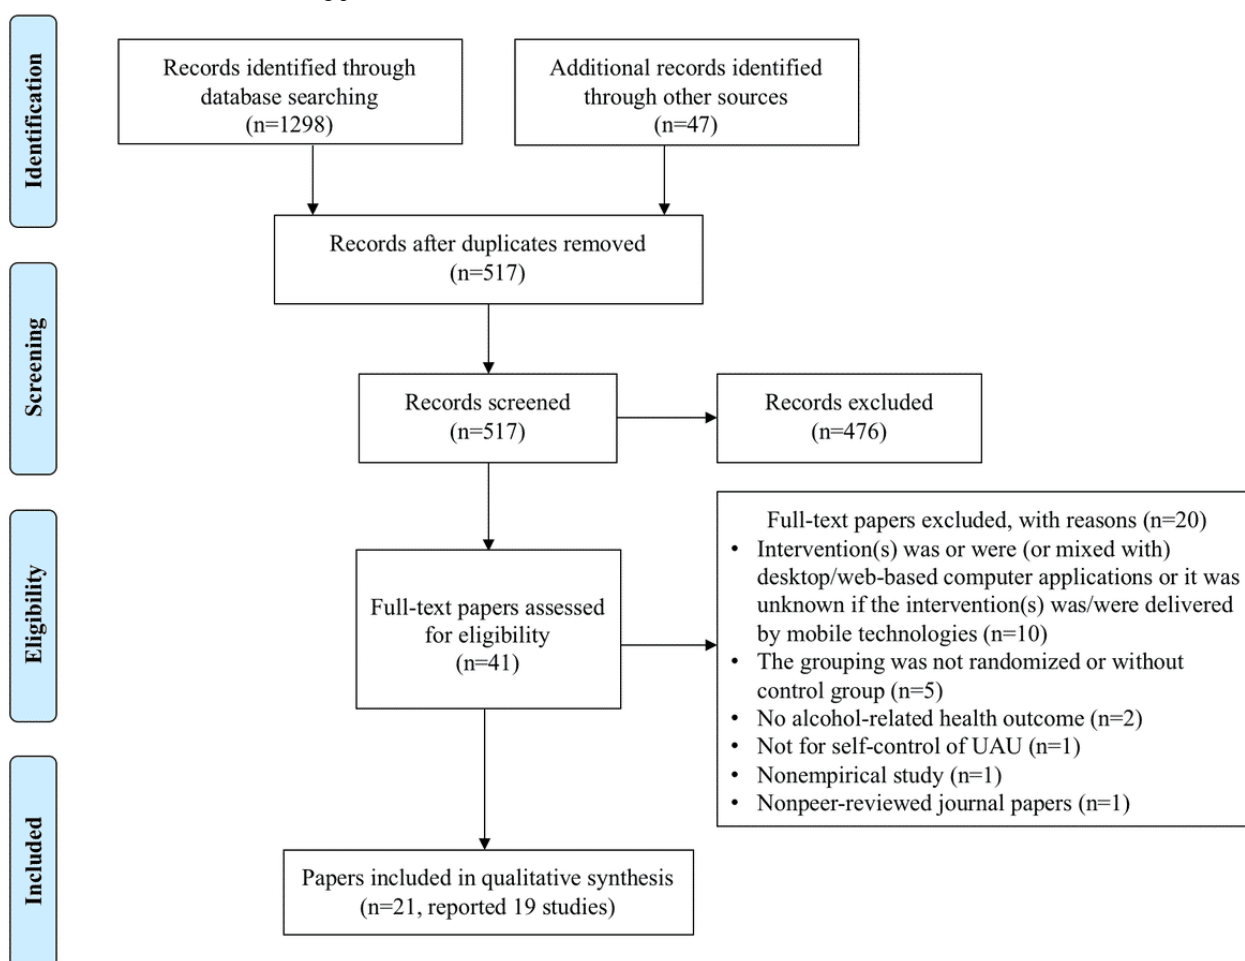 Identification
Records identified through
database searching
(n=1298)
Additional records identified
through other sources
(n=47)
Records after duplicates removed
(n=517)
Screening
Records screened
(n=517)
Records excluded
(n=476)
Eligibility
Full-text papers assessed
for eligibility
(n=41)
Full-text papers excluded, with reasons (n=20)
• Intervention(s) was or were (or mixed with)
desktop/web-based computer applications or it was
unknown if the intervention(s) was/were delivered
by mobile technologies (n=10)
• The grouping was not randomized or without
control group (n=5)
• No alcohol-related health outcome (n=2)
• Not for self-control of UAU (n=1)
• Nonempirical study (n=1)
• Nonpeer-reviewed journal papers (n=1)
Included
Papers included in qualitative synthesis
(n=21, reported 19 studies)